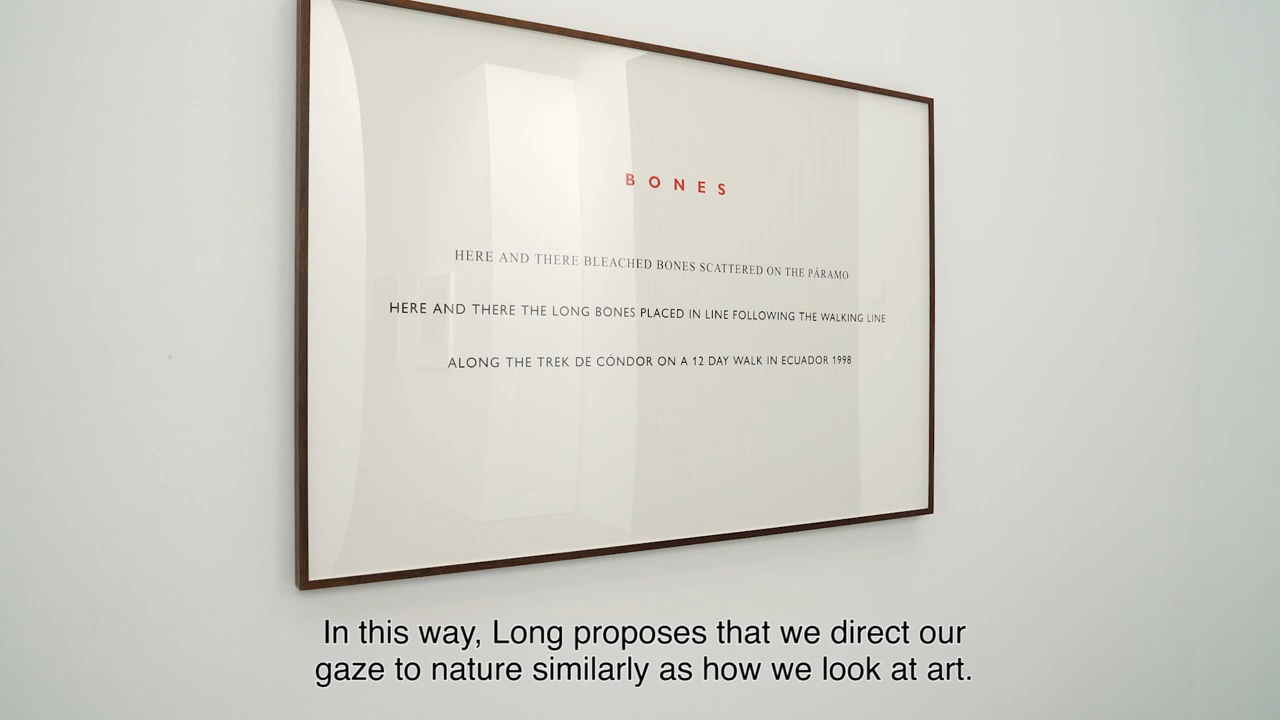 BONES
HERE AND THERE BLEACHED BONES SCATTERED ON THE PÁRAMO
HERE AND THERE THE LONG BONES PLACED IN LINE FOLLOWING THE WALKING LINE
ALONG THE TREK DE CÓNDOR ON A 12 DAY WALK IN ECUADOR 1998
In this way, Long proposes that we direct our
gaze to nature similarly as how we look at art.